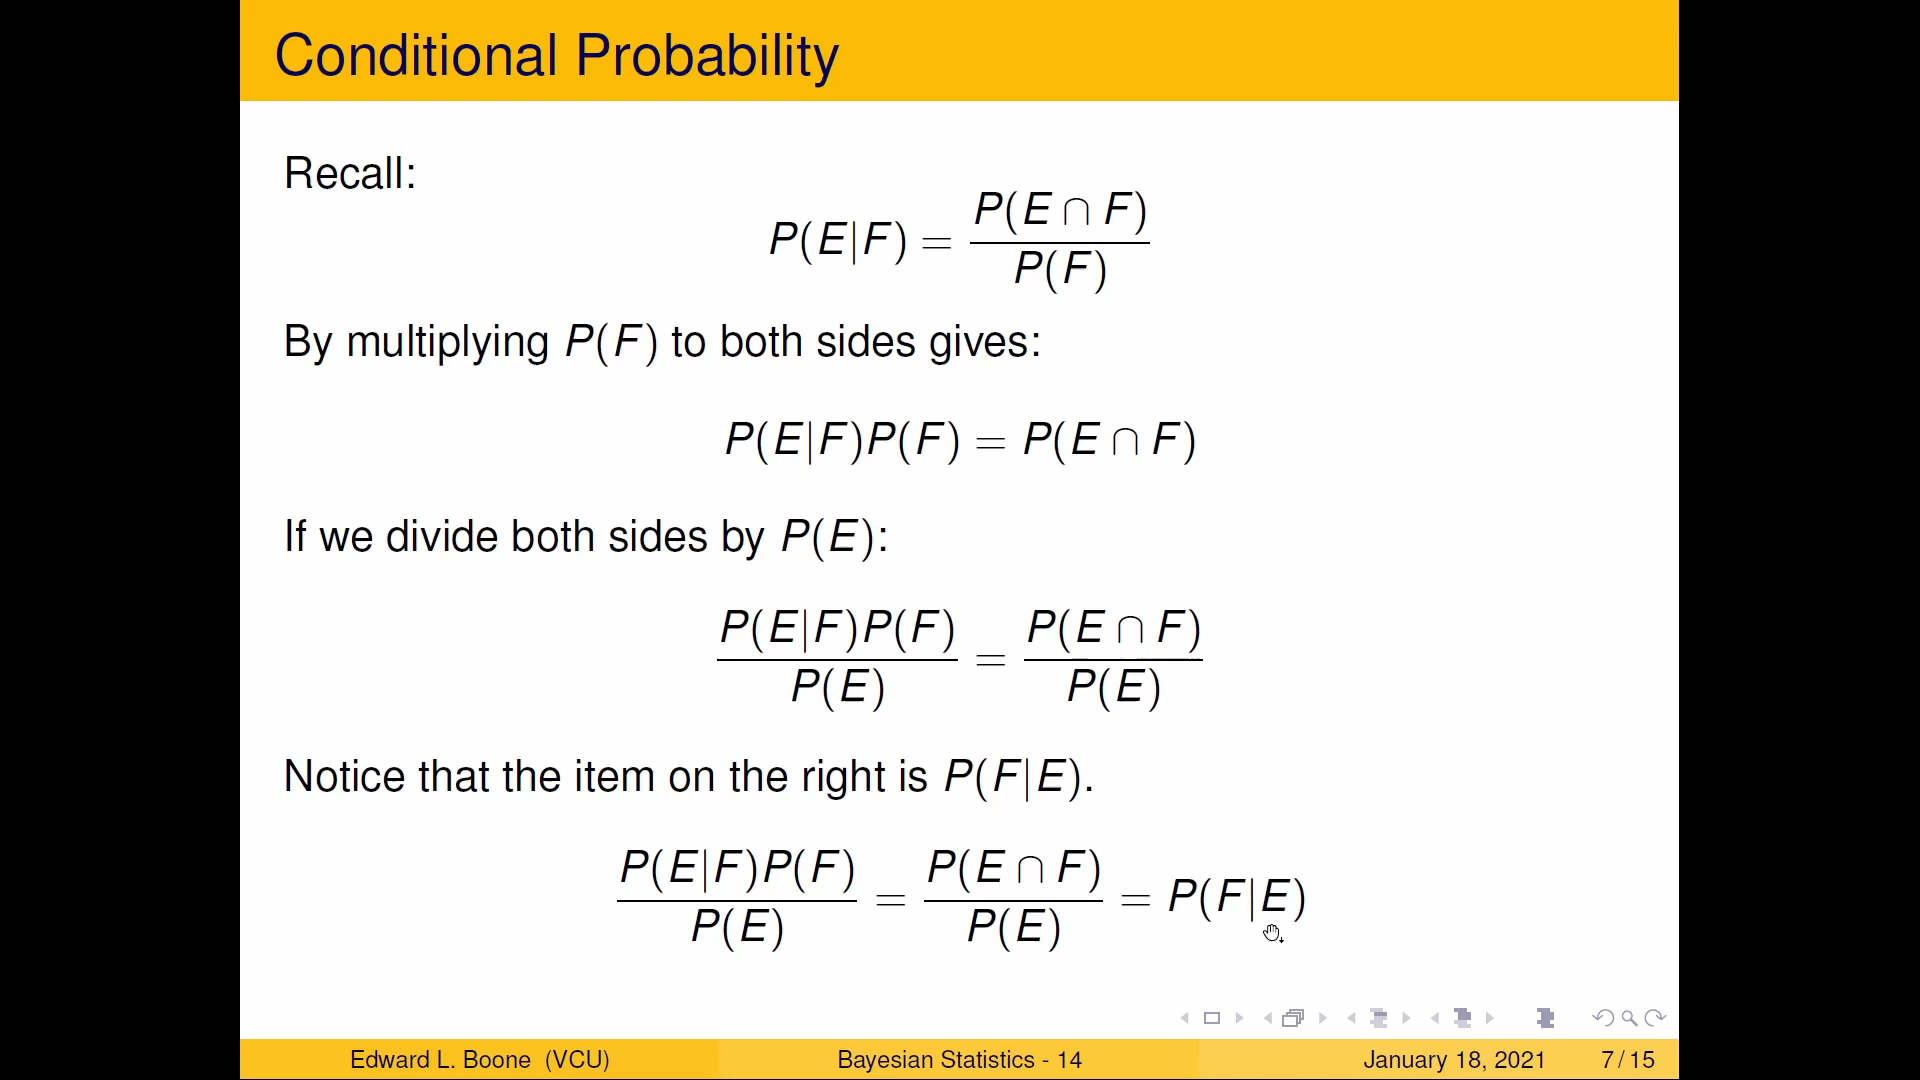 Conditional Probability
Recall:
P(E|F) = P(E ∩ F) / P(F)
By multiplying P(F) to both sides gives:
P(E|F)P(F) = P(E ∩ F)
If we divide both sides by P(E):
P(E|F)P(F) / P(E) = P(E ∩ F) / P(E)
Notice that the item on the right is P(F|E).
P(E|F)P(F) / P(E) = P(E ∩ F) / P(E) = P(F|E)
Edward L. Boone (VCU) Bayesian Statistics - 14 January 18, 2021 7 / 15